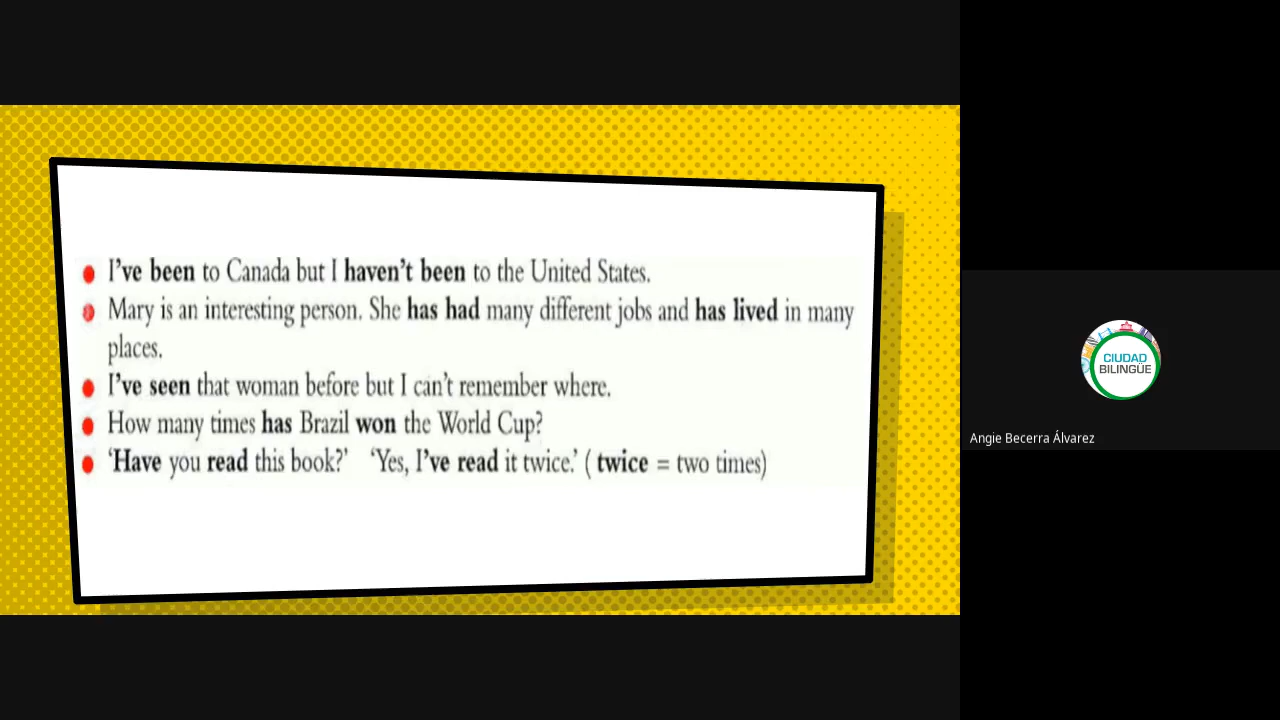 I've been to Canada but I haven't been to the United States.
Mary is an interesting person. She has had many different jobs and has lived in many
places.
I've seen that woman before but I can't remember where.
How many times has Brazil won the World Cup?
'Have you read this book?' 'Yes, I've read it twice.' ( twice = two times)
CIUDAD
BILINGÜE
Angie Becerra Álvarez